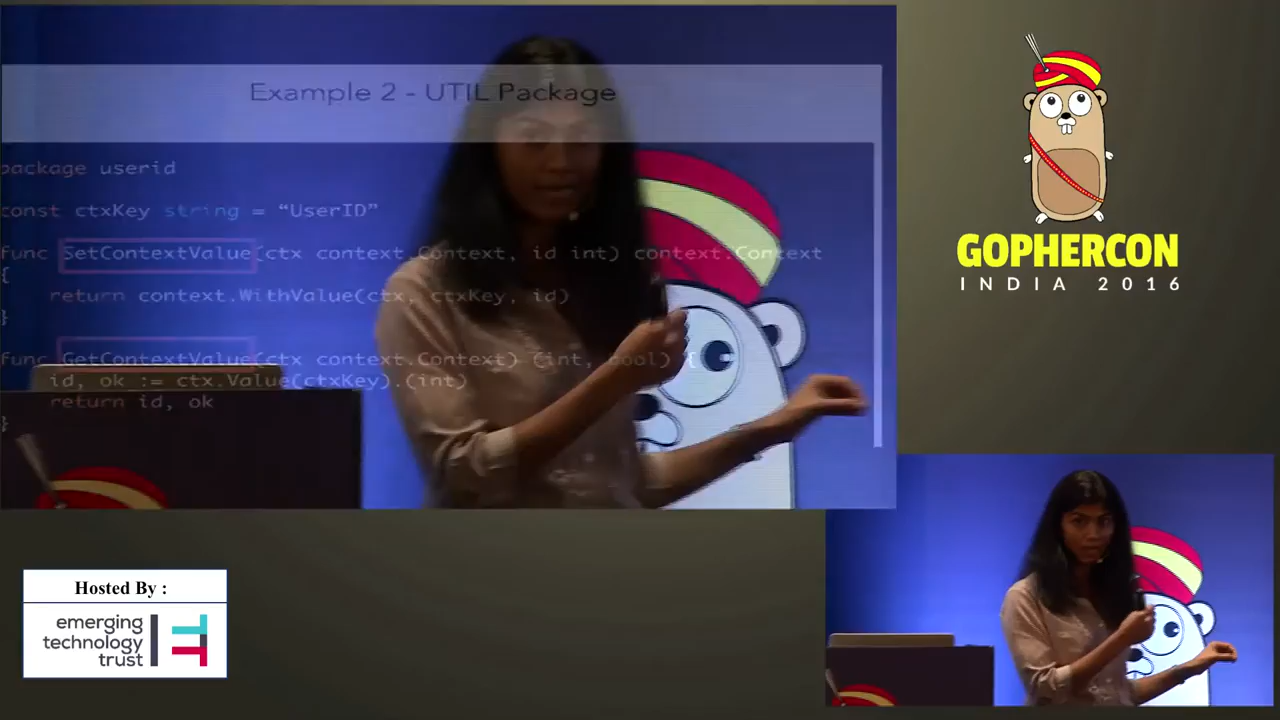 Example 2 - UTIL Package
package userid
const ctxKey string = “UserID”
func SetContextValue(ctx context.Context, id int) context.Context
{
return context.WithValue(ctx, ctxKey, id)
}
func GetContextValue(ctx context.Context) (int, bool) {
id, ok := ctx.Value(ctxKey).(int)
return id, ok
}
GOPHERCON
INDIA 2016
Hosted By :
emerging
technology
trust